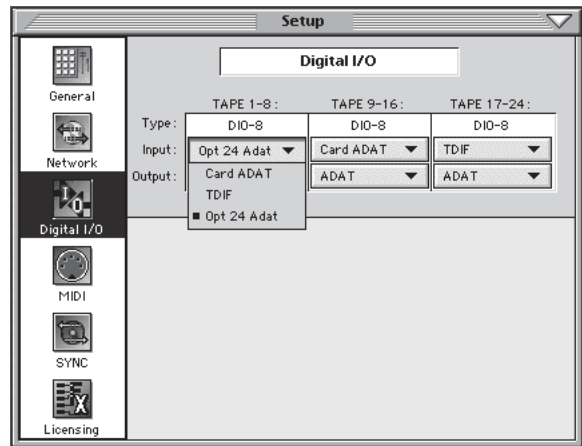 Setup
Digital I/O
General
Network
I/O
Digital I/O
MIDI
SYNC
Licensing
TAPE 1-8: TAPE 9-16: TAPE 17-24:
Type: DIO-8 DIO-8 DIO-8
Input: Opt 24 Adat Card ADAT TDIF
Output: ADAT ADAT
Card ADAT
TDIF
Opt 24 Adat